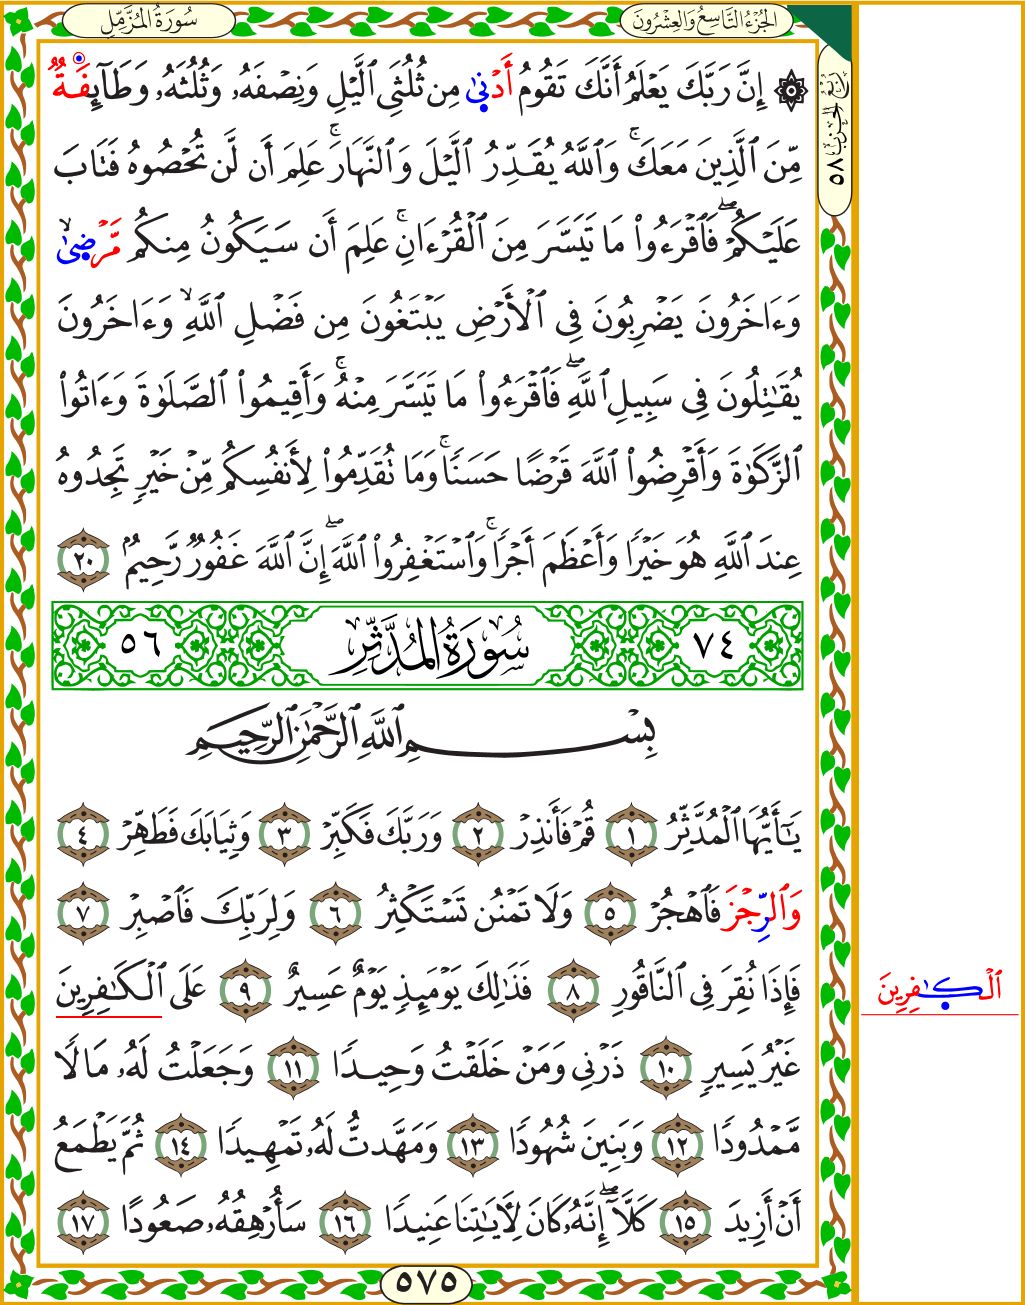 سُورَةُ المُزَّمِّل
الجُزْءُ التَّاسِعُ وَالعِشْرُونَ
رُبْعُ الحِزْبِ ٥٨
۞ إِنَّ رَبَّكَ يَعْلَمُ أَنَّكَ تَقُومُ أَدْنىٰ مِن ثُلُثَيِ ٱلَّيْلِ وَنِصْفَهُۥ وَثُلُثَهُۥ وَطَآئِفَةٌ
مِّنَ ٱلَّذِينَ مَعَكَۚ وَٱللَّهُ يُقَدِّرُ ٱلَّيْلَ وَٱلنَّهَارَۚ عَلِمَ أَن لَّن تُحْصُوهُ فَتَابَ
عَلَيْكُمْۖ فَٱقْرَءُوا۟ مَا تَيَسَّرَ مِنَ ٱلْقُرْءَانِۚ عَلِمَ أَن سَيَكُونُ مِنكُم مَّرْضِىٰۙ
وَءَاخَرُونَ يَضْرِبُونَ فِى ٱلْأَرْضِ يَبْتَغُونَ مِن فَضْلِ ٱللَّهِۙ وَءَاخَرُونَ
يُقَٰتِلُونَ فِى سَبِيلِ ٱللَّهِۖ فَٱقْرَءُوا۟ مَا تَيَسَّرَ مِنْهُۚ وَأَقِيمُوا۟ ٱلصَّلَوٰةَ وَءَاتُوا۟
ٱلزَّكَوٰةَ وَأَقْرِضُوا۟ ٱللَّهَ قَرْضًا حَسَنًاۚ وَمَا تُقَدِّمُوا۟ لِأَنفُسِكُم مِّنْ خَيْرٍ تَجِدُوهُ
عِندَ ٱللَّهِ هُوَ خَيْرًا وَأَعْظَمَ أَجْرًاۚ وَٱسْتَغْفِرُوا۟ ٱللَّهَۖ إِنَّ ٱللَّهَ غَفُورٌ رَّحِيمٌۢ ٢٠
٧٤ سُورَةُ المُدَّثِّر ٥٦
بِسْمِ ٱللَّهِ ٱلرَّحْمَٰنِ ٱلرَّحِيمِ
يَٰٓأَيُّهَا ٱلْمُدَّثِّرُ ١ قُمْ فَأَنذِرْ ٢ وَرَبَّكَ فَكَبِّرْ ٣ وَثِيَابَكَ فَطَهِّرْ ٤
وَٱلرِّجْزَ فَٱهْجُرْ ٥ وَلَا تَمْنُن تَسْتَكْثِرُ ٦ وَلِرَبِّكَ فَٱصْبِرْ ٧
فَإِذَا نُقِرَ فِى ٱلنَّاقُورِ ٨ فَذَٰلِكَ يَوْمَئِذٍ يَوْمٌ عَسِيرٌ ٩ عَلَى ٱلْكَٰفِرِينَ
ٱلْكِٰفِرِينَ
غَيْرُ يَسِيرٍ ١٠ ذَرْنِى وَمَنْ خَلَقْتُ وَحِيدًا ١١ وَجَعَلْتُ لَهُۥ مَالًا
مَّمْدُودًا ١٢ وَبَنِينَ شُهُودًا ١٣ وَمَهَّدتُّ لَهُۥ تَمْهِيدًا ١٤ ثُمَّ يَطْمَعُ
أَنْ أَزِيدَ ١٥ كَلَّآۖ إِنَّهُۥ كَانَ لِأَيَٰتِنَا عَنِيدًا ١٦ سَأُرْهِقُهُۥ صَعُودًا ١٧
٥٧٥